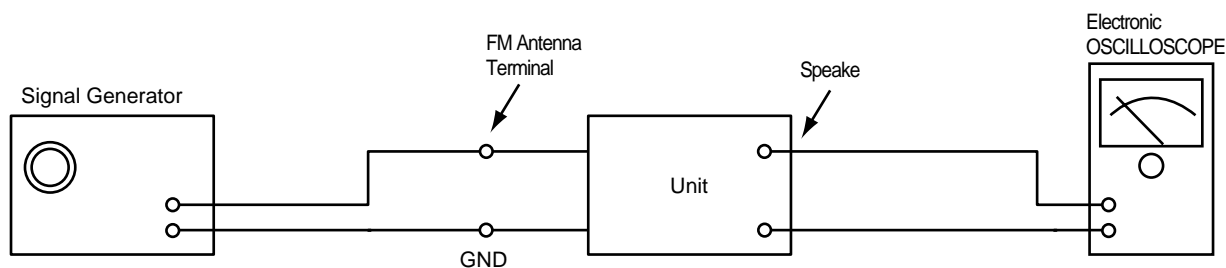 Electronic
OSCILLOSCOPE
FM Antenna
Terminal
Speake
Signal Generator
Unit
GND